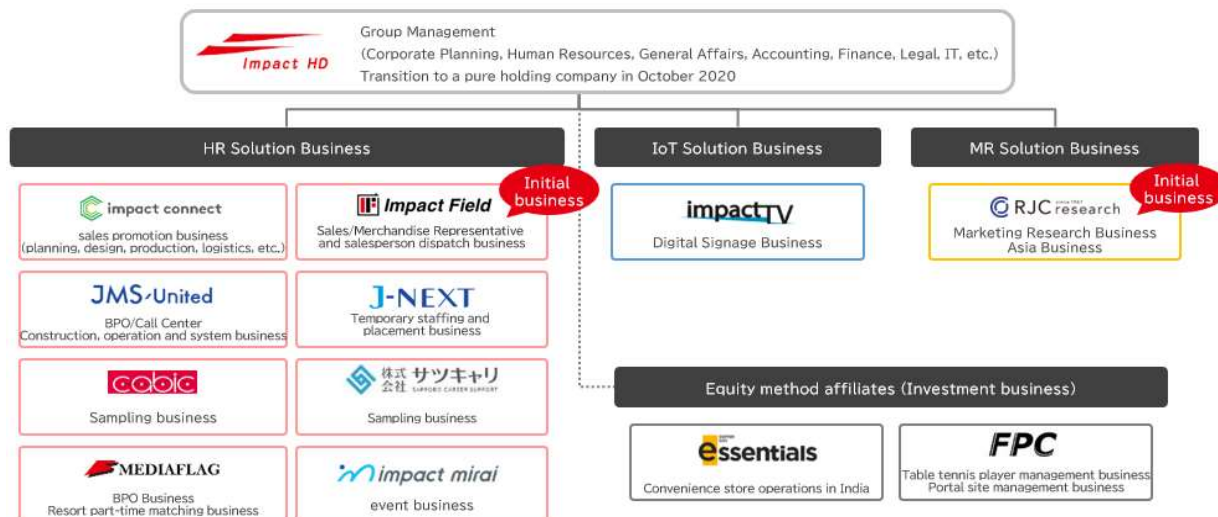 Impact HD
Group Management
(Corporate Planning, Human Resources, General Affairs, Accounting, Finance, Legal, IT, etc.)
Transition to a pure holding company in October 2020
HR Solution Business
Initial
business
impact connect
sales promotion business
(planning, design, production, logistics, etc.)
Impact Field
Sales/Merchandise Representative
and salesperson dispatch business
JMS United
BPO/Call Center
Construction, operation and system business
J-NEXT
Temporary staffing and
placement business
cabic
Sampling business
株式
会社
サツキャリ
SAPPORO CAREER SUPPORT
Sampling business
MEDIAFLAG
BPO Business
Resort part-time matching business
impact mirai
event business
IoT Solution Business
impactTV
Digital Signage Business
MR Solution Business
Initial
business
since 1967
RJC research
Marketing Research Business
Asia Business
Equity method affiliates (Investment business)
essentials
Convenience store operations in India
FPC
Table tennis player management business
Portal site management business